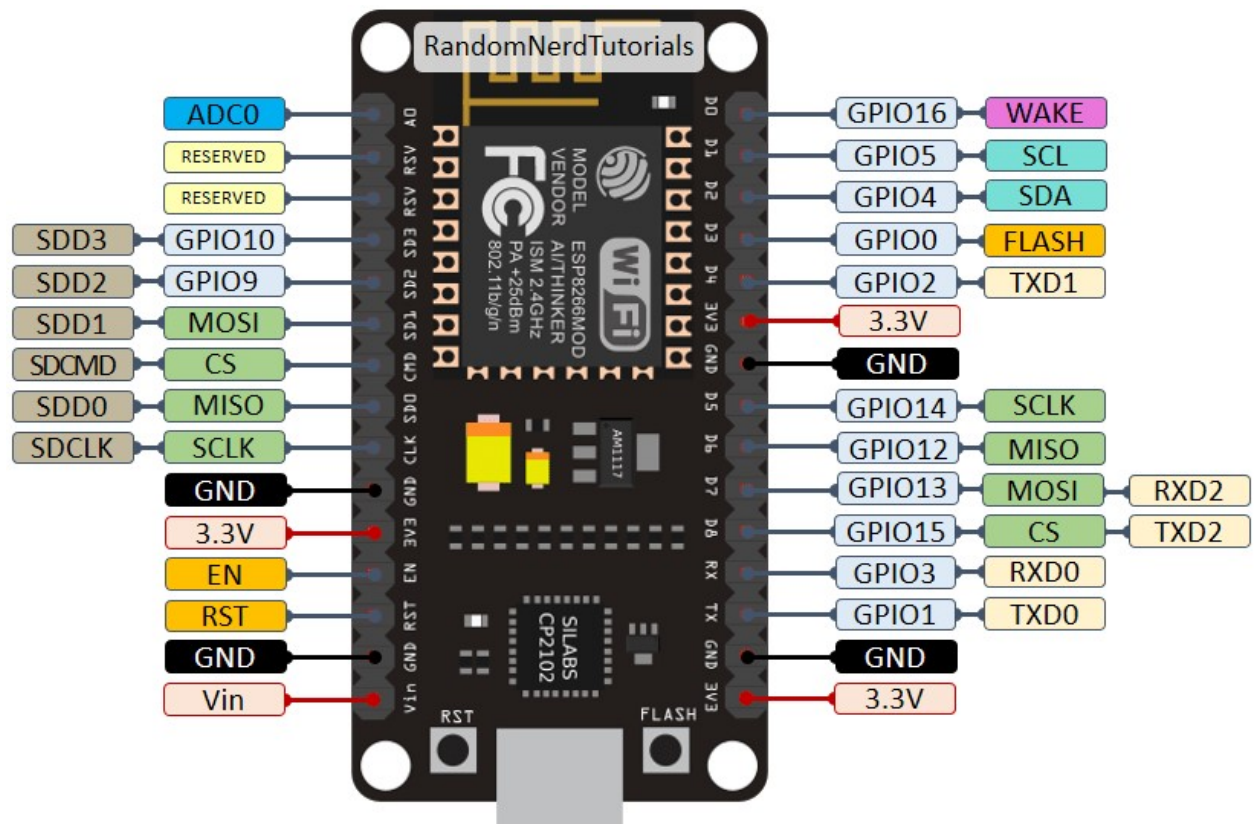 RandomNerdTutorials
ADC0
RESERVED
RESERVED
SDD3 GPIO10
SDD2 GPIO9
SDD1 MOSI
SDCMD CS
SDD0 MISO
SDCLK SCLK
GND
3.3V
EN
RST
GND
Vin
A0
RSV
RSV
SD3
SD2
SD1
CMD
SD0
CLK
GND
3V3
EN
RST
GND
Vin
MODEL
VENDOR
ESP8266MOD
AI/THINKER
ISM 2.4GHz
PA +25dBm
802.11b/g/n
FC
Wi Fi
AM1117
SILABS
CP2102
RST
FLASH
D0
D1
D2
D3
D4
3V3
GND
D5
D6
D7
D8
RX
TX
GND
3V3
GPIO16 WAKE
GPIO5 SCL
GPIO4 SDA
GPIO0 FLASH
GPIO2 TXD1
3.3V
GND
GPIO14 SCLK
GPIO12 MISO
GPIO13 MOSI RXD2
GPIO15 CS TXD2
GPIO3 RXD0
GPIO1 TXD0
GND
3.3V